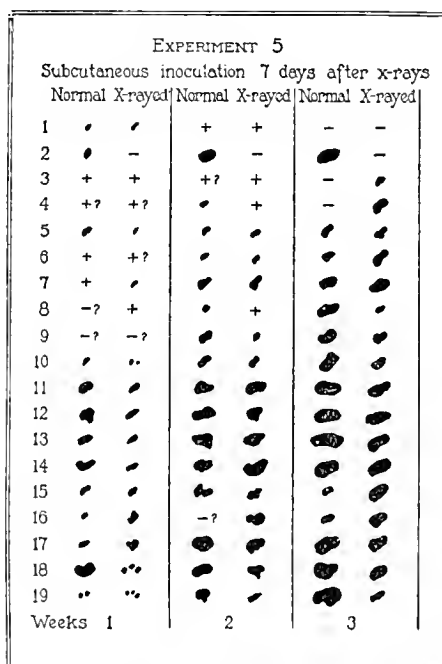 EXPERIMENT 5
Subcutaneous inoculation 7 days after x-rays
Normal X-rayed Normal X-rayed Normal X-rayed
1 + + - -
2 - - -
3 + + +? + -
4 +? +? + -
5
6 + +?
7 +
8 -? + +
9 -? -?
10
11
12
13
14
15
16 -?
17
18
19
Weeks 1 2 3